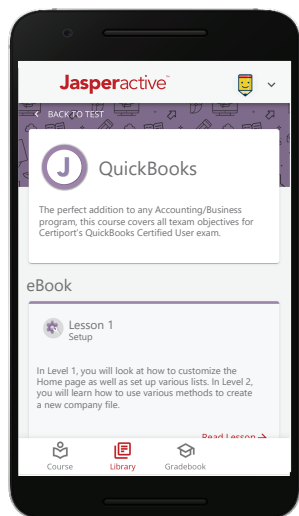 Jasperactive
BACK TO TEST
J
QuickBooks
The perfect addition to any Accounting/Business
program, this course covers all texam objectives for
Certiport's QuickBooks Certified User exam.
eBook
Lesson 1
Setup
In Level 1, you will look at how to customize the
Home page as well as set up various lists. In Level 2,
you will learn how to use various methods to create
a new company file.
Read Lesson →
Course Library Gradebook